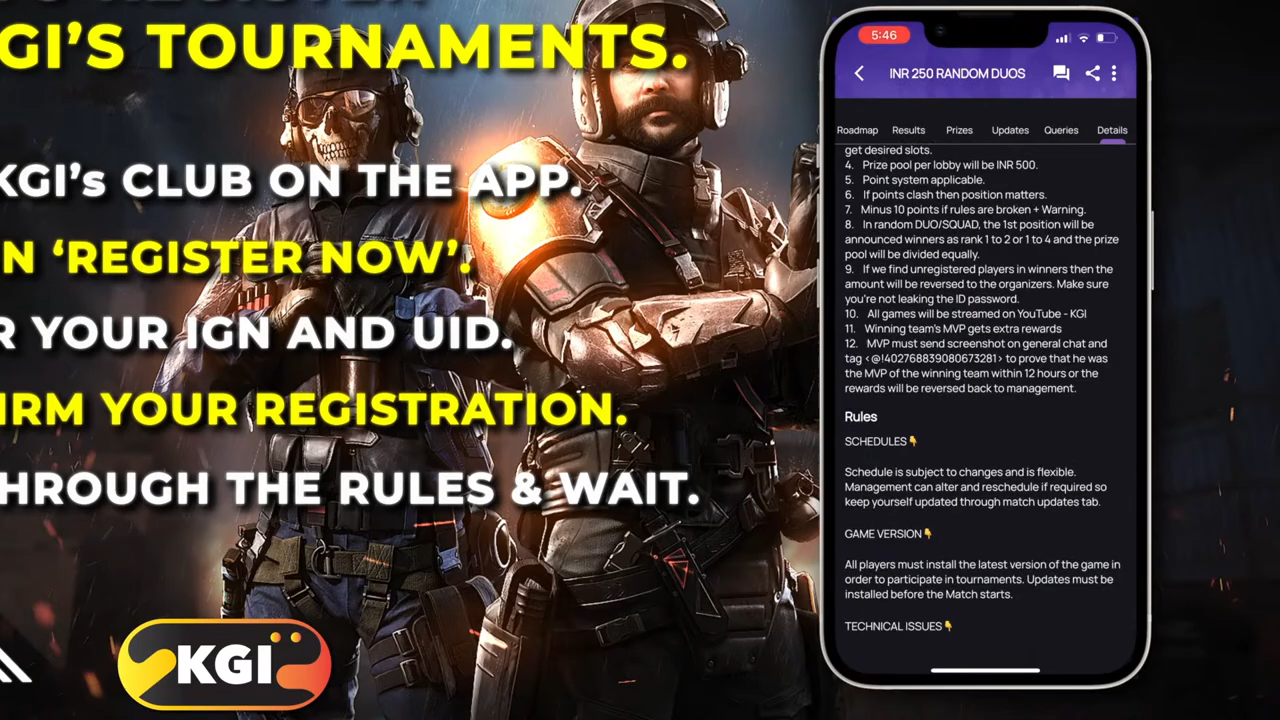 GI'S TOURNAMENTS.
KGI's CLUB ON THE APP.
N ‘REGISTER NOW’.
R YOUR IGN AND UID.
IRM YOUR REGISTRATION.
HROUGH THE RULES & WAIT.
KGI
5:46
INR 250 RANDOM DUOS
Roadmap Results Prizes Updates Queries Details
get desired slots.
4. Prize pool per lobby will be INR 500.
5. Point system applicable.
6. If points clash then position matters.
7. Minus 10 points if rules are broken + Warning.
8. In random DUO/SQUAD, the 1st position will be
announced winners as rank 1 to 2 or 1 to 4 and the prize
pool will be divided equally.
9. If we find unregistered players in winners then the
amount will be reversed to the organizers. Make sure
you're not leaking the ID password.
10. All games will be streamed on YouTube - KGI
11. Winning team's MVP gets extra rewards
12. MVP must send screenshot on general chat and
tag <@!402768839080673281> to prove that he was
the MVP of the winning team within 12 hours or the
rewards will be reversed back to management.
Rules
SCHEDULES👇
Schedule is subject to changes and is flexible.
Management can alter and reschedule if required so
keep yourself updated through match updates tab.
GAME VERSION👇
All players must install the latest version of the game in
order to participate in tournaments. Updates must be
installed before the Match starts.
TECHNICAL ISSUES👇